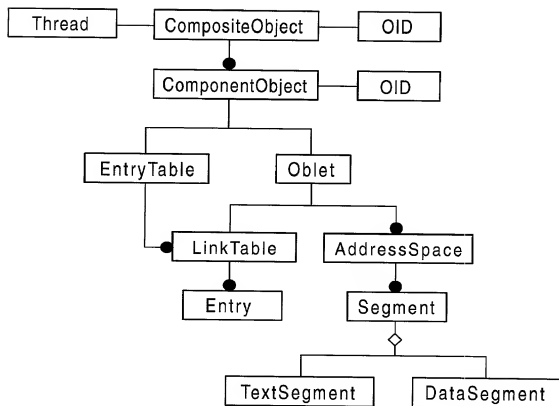 Thread
CompositeObject
OID
ComponentObject
OID
EntryTable
Oblet
LinkTable
AddressSpace
Entry
Segment
TextSegment
DataSegment